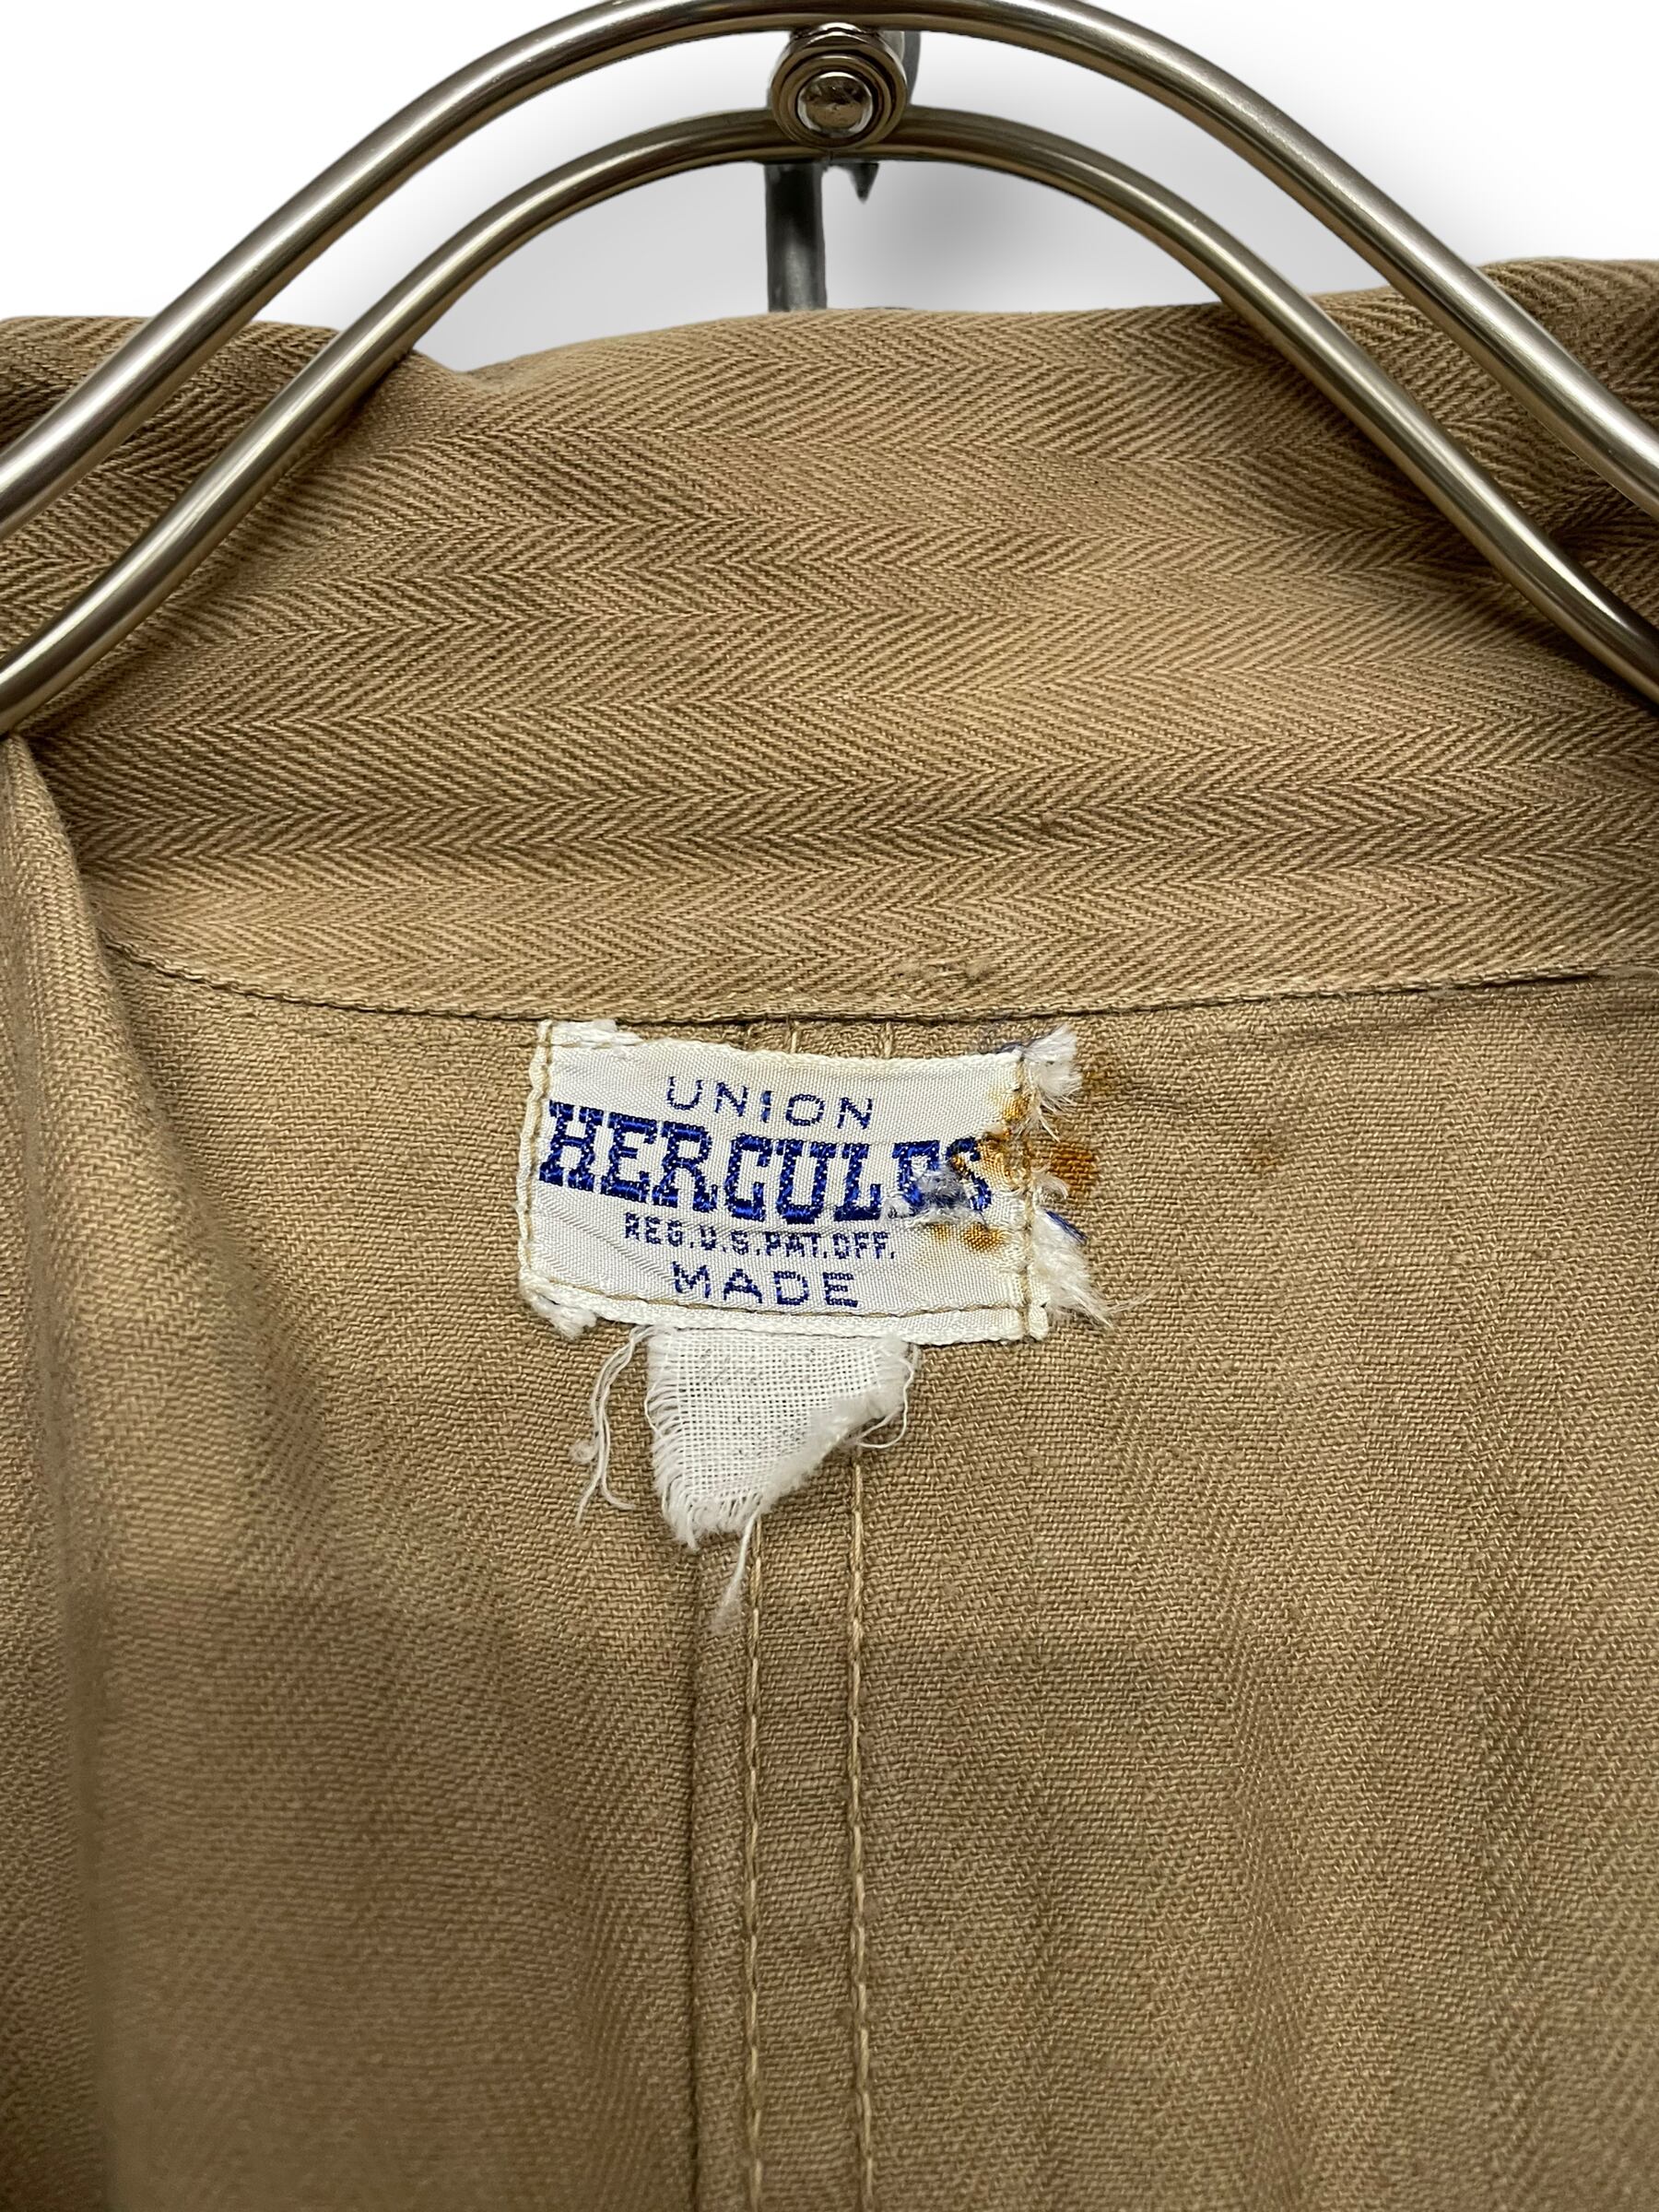 UNION
HERCULES
REG.U.S.PAT.OFF.
MADE